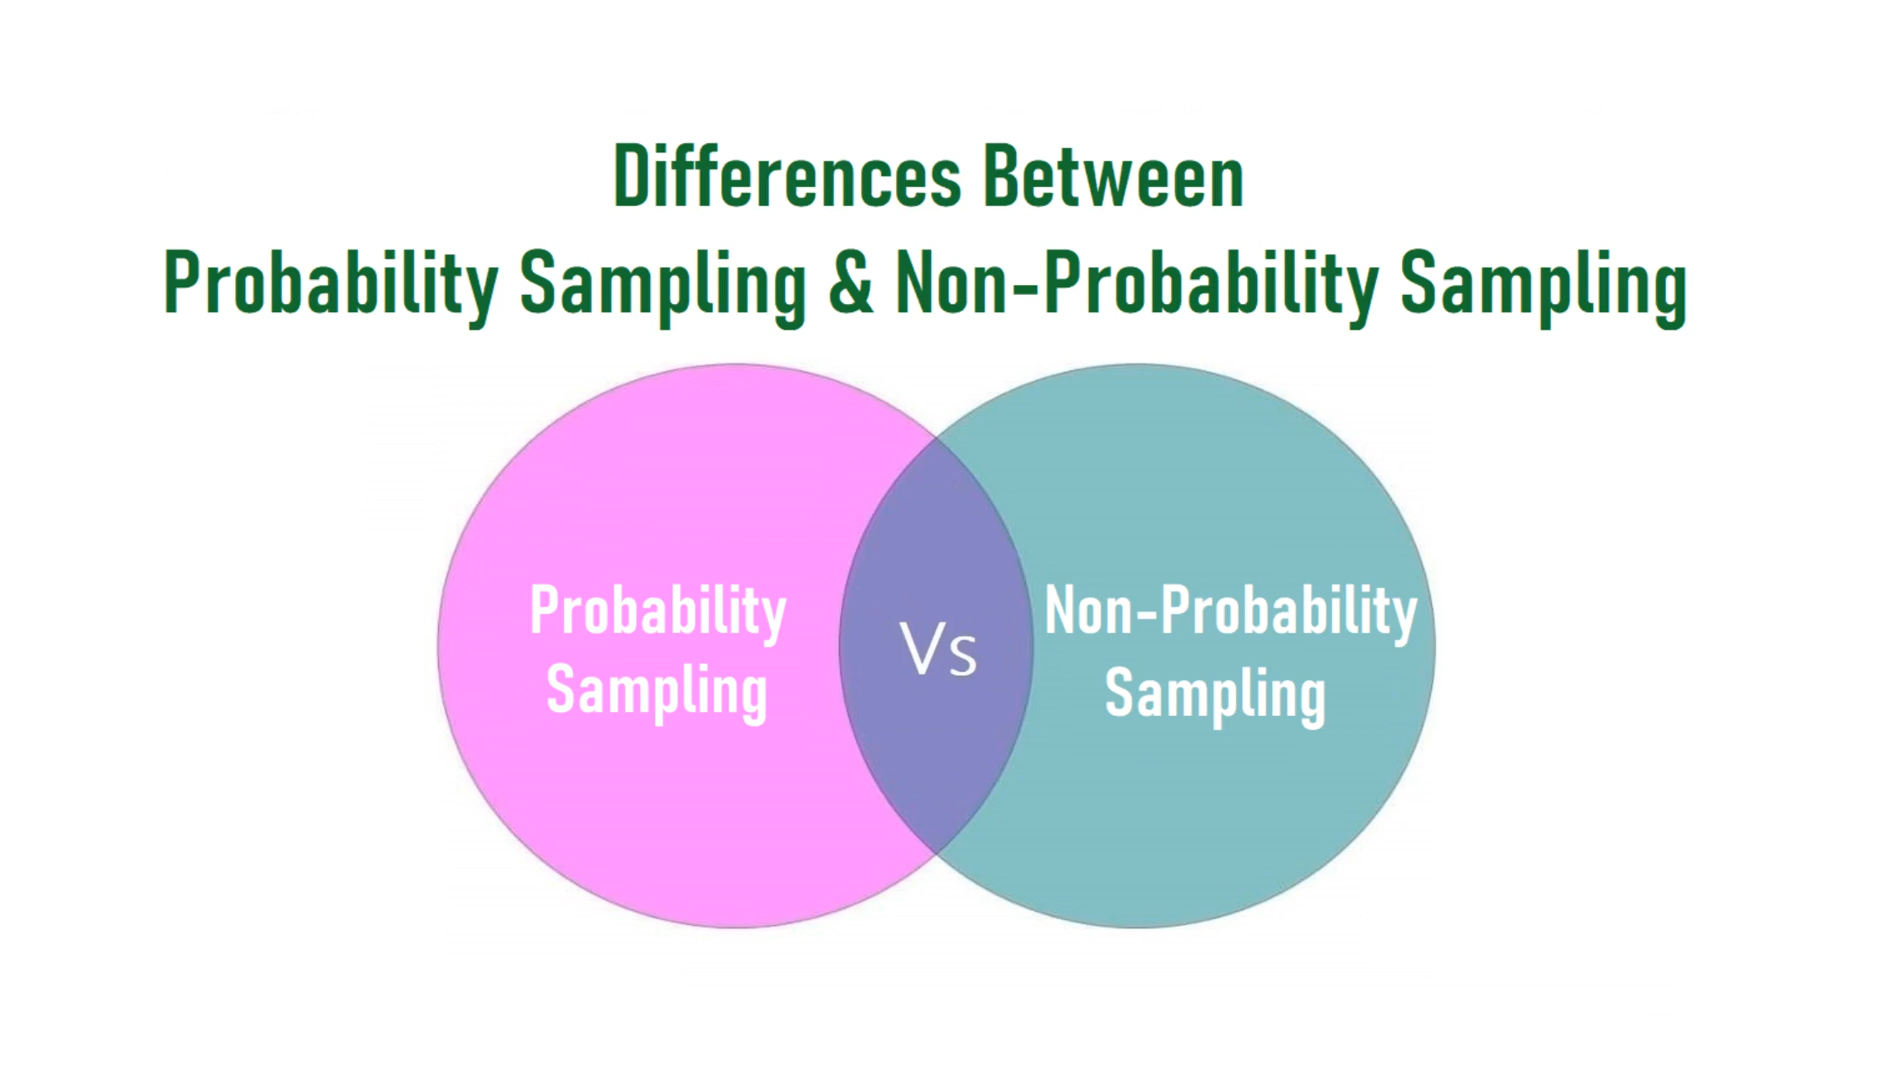 Differences Between
Probability Sampling & Non-Probability Sampling
Probability
Sampling
Vs
Non-Probability
Sampling